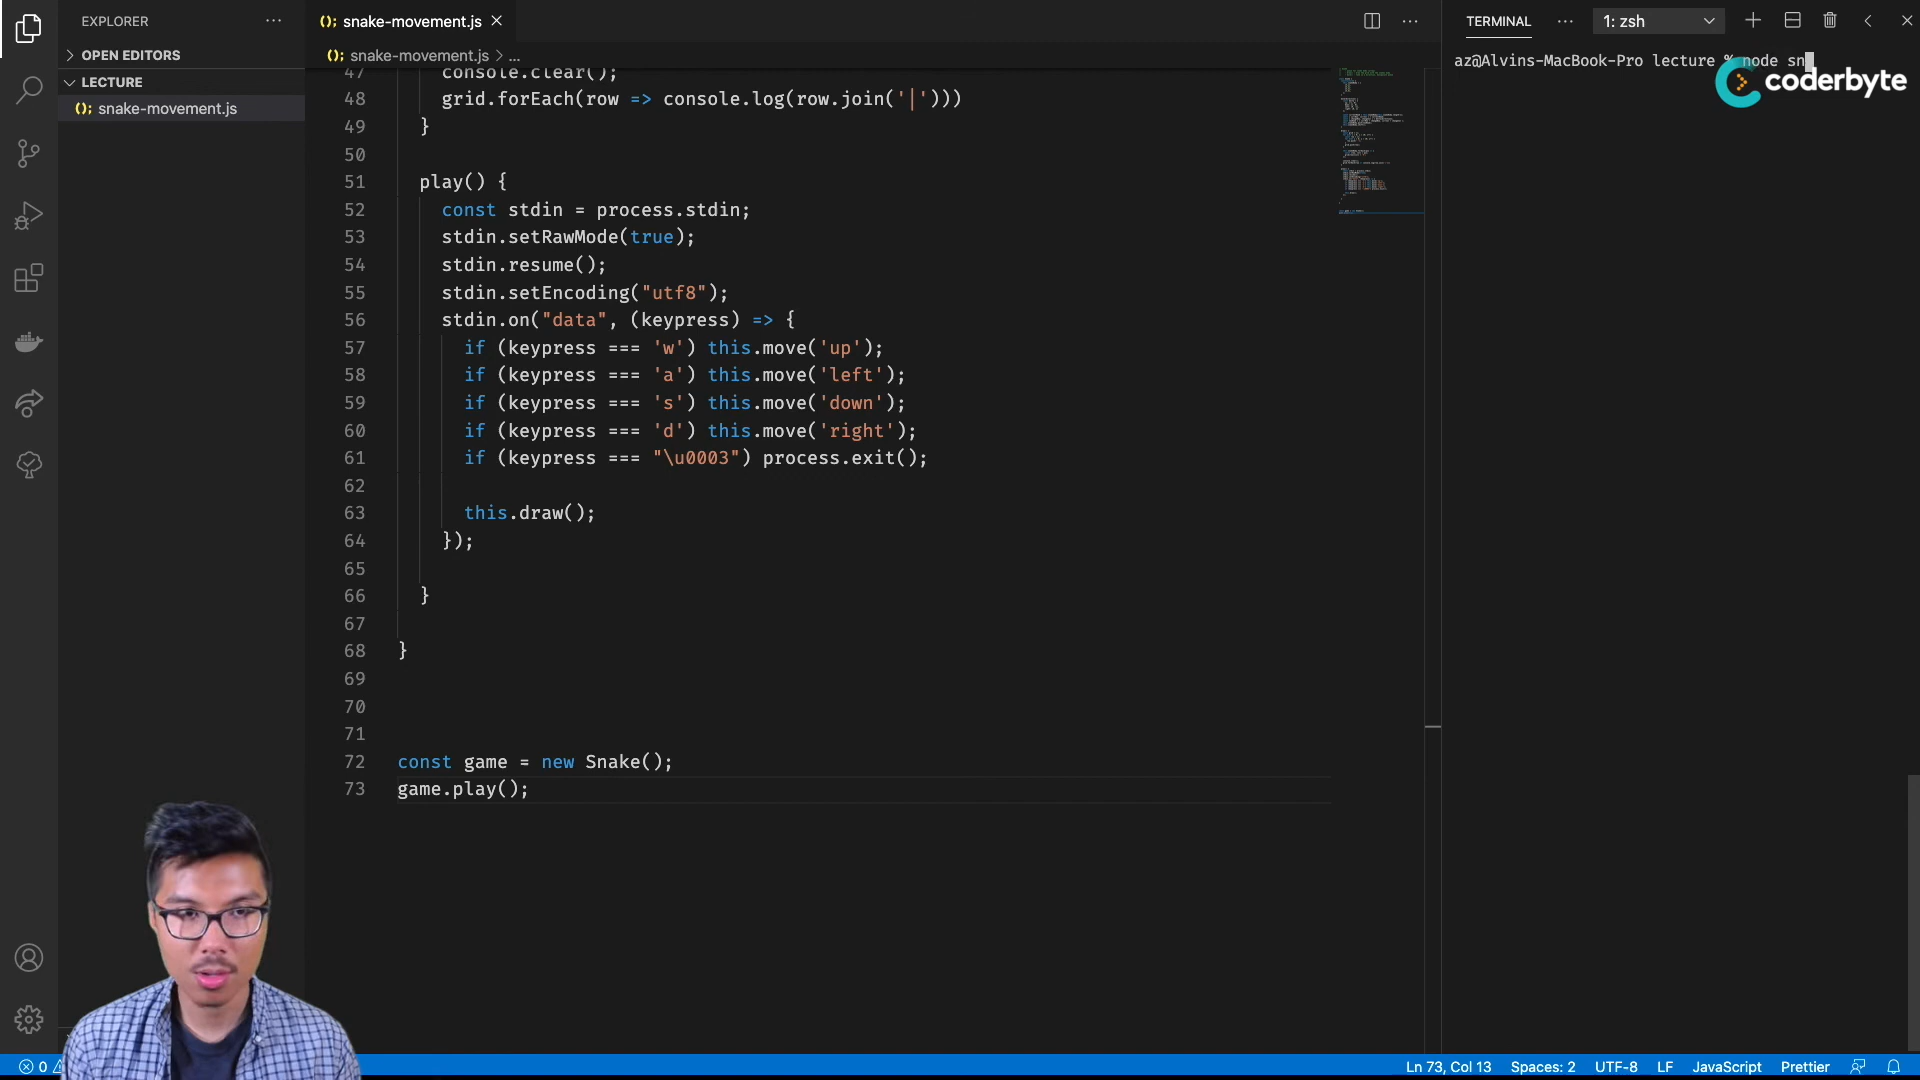 EXPLORER
OPEN EDITORS
LECTURE
snake-movement.js
snake-movement.js
snake-movement.js > ...
47 console.clear();
48 grid.forEach(row => console.log(row.join('|')))
49 }
50
51 play() {
52 const stdin = process.stdin;
53 stdin.setRawMode(true);
54 stdin.resume();
55 stdin.setEncoding("utf8");
56 stdin.on("data", (keypress) => {
57 if (keypress === 'w') this.move('up');
58 if (keypress === 'a') this.move('left');
59 if (keypress === 's') this.move('down');
60 if (keypress === 'd') this.move('right');
61 if (keypress === "\u0003") process.exit();
62
63 this.draw();
64 });
65
66 }
67
68 }
69
70
71
72 const game = new Snake();
73 game.play();
TERMINAL
1: zsh
az@Alvins-MacBook-Pro lecture % node sn
coderbyte
0
Ln 73, Col 13
Spaces: 2
UTF-8
LF
JavaScript
Prettier